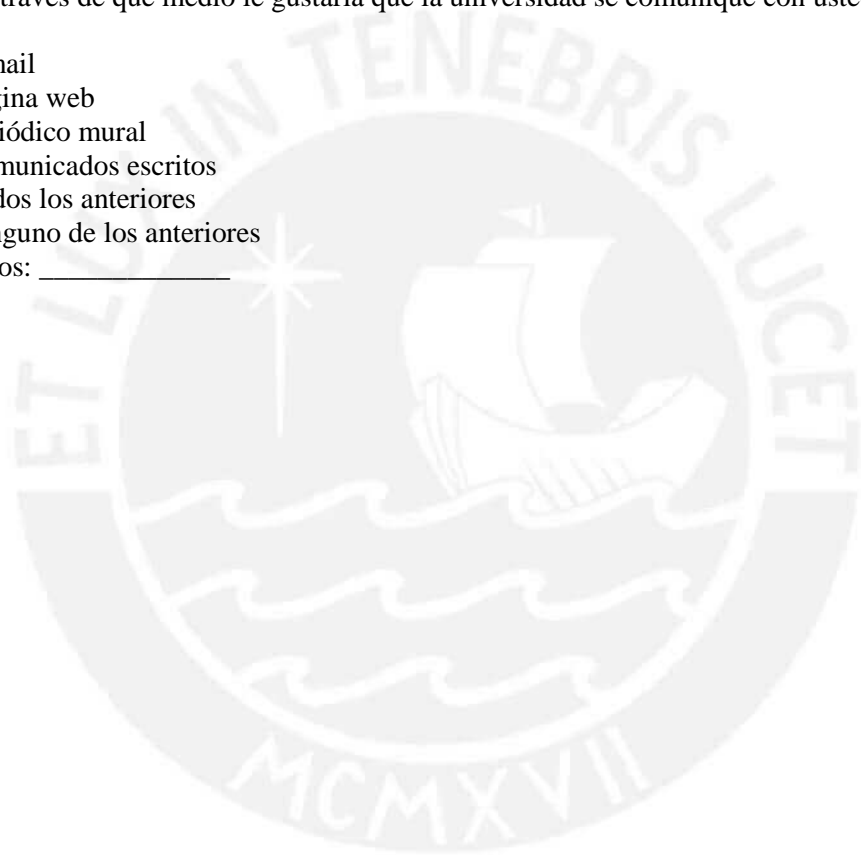 través de qué medio le gustaría que la universidad se comunique con uste
nail
gina web
iódico mural
municados escritos
dos los anteriores
nguno de los anteriores
os: _____________
ET LUX IN TENEBRIS LUCET
MCMXVII